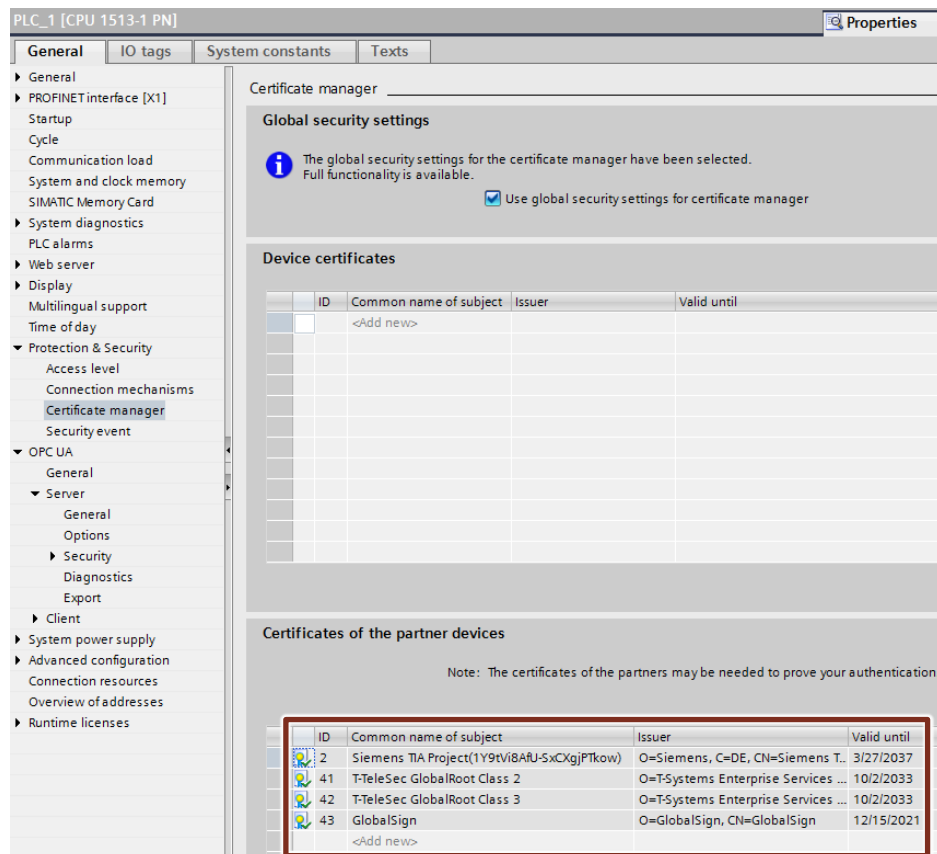 PLC_1 [CPU 1513-1 PN]
Properties
General IO tags System constants Texts
General
PROFINET interface [X1]
Startup
Cycle
Communication load
System and clock memory
SIMATIC Memory Card
System diagnostics
PLC alarms
Web server
Display
Multilingual support
Time of day
Protection & Security
Access level
Connection mechanisms
Certificate manager
Security event
OPC UA
General
Server
General
Options
Security
Diagnostics
Export
Client
System power supply
Advanced configuration
Connection resources
Overview of addresses
Runtime licenses
Certificate manager
Global security settings
The global security settings for the certificate manager have been selected.
Full functionality is available.
Use global security settings for certificate manager
Device certificates
ID Common name of subject Issuer Valid until
<Add new>
Certificates of the partner devices
Note: The certificates of the partners may be needed to prove your authentication
ID Common name of subject Issuer Valid until
2 Siemens TIA Project(1Y9tVi8AfU-SxCXgjPTkow) O=Siemens, C=DE, CN=Siemens T.. 3/27/2037
41 T-TeleSec GlobalRoot Class 2 O=T-Systems Enterprise Services ... 10/2/2033
42 T-TeleSec GlobalRoot Class 3 O=T-Systems Enterprise Services ... 10/2/2033
43 GlobalSign O=GlobalSign, CN=GlobalSign 12/15/2021
<Add new>